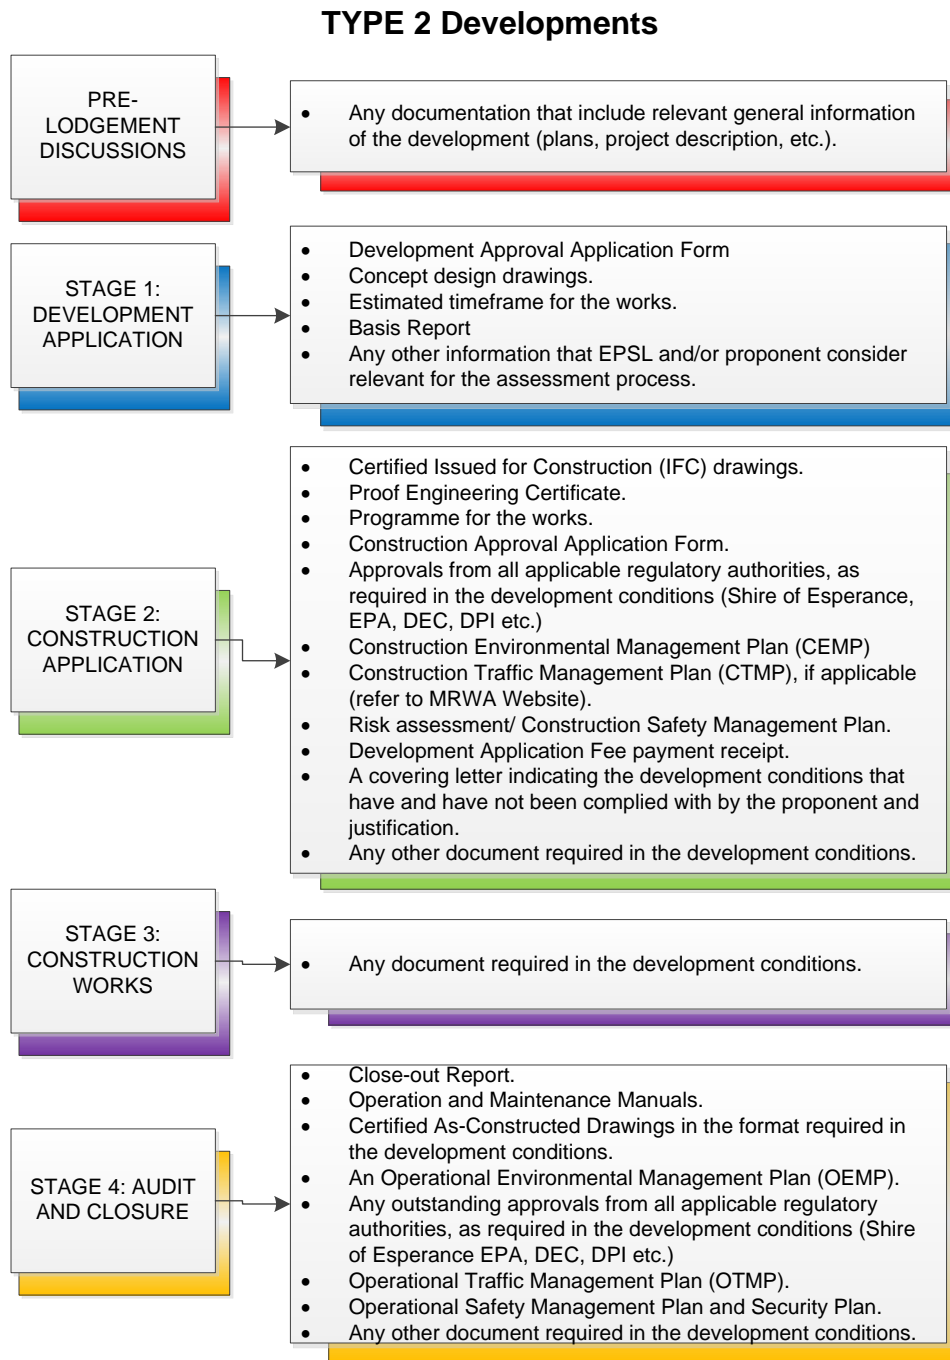 TYPE 2 Developments
PRE-
LODGEMENT
DISCUSSIONS
• Any documentation that include relevant general information
of the development (plans, project description, etc.).
STAGE 1:
DEVELOPMENT
APPLICATION
• Development Approval Application Form
• Concept design drawings.
• Estimated timeframe for the works.
• Basis Report
• Any other information that EPSL and/or proponent consider
relevant for the assessment process.
STAGE 2:
CONSTRUCTION
APPLICATION
• Certified Issued for Construction (IFC) drawings.
• Proof Engineering Certificate.
• Programme for the works.
• Construction Approval Application Form.
• Approvals from all applicable regulatory authorities, as
required in the development conditions (Shire of Esperance,
EPA, DEC, DPI etc.)
• Construction Environmental Management Plan (CEMP)
• Construction Traffic Management Plan (CTMP), if applicable
(refer to MRWA Website).
• Risk assessment/ Construction Safety Management Plan.
• Development Application Fee payment receipt.
• A covering letter indicating the development conditions that
have and have not been complied with by the proponent and
justification.
• Any other document required in the development conditions.
STAGE 3:
CONSTRUCTION
WORKS
• Any document required in the development conditions.
STAGE 4: AUDIT
AND CLOSURE
• Close-out Report.
• Operation and Maintenance Manuals.
• Certified As-Constructed Drawings in the format required in
the development conditions.
• An Operational Environmental Management Plan (OEMP).
• Any outstanding approvals from all applicable regulatory
authorities, as required in the development conditions (Shire
of Esperance EPA, DEC, DPI etc.)
• Operational Traffic Management Plan (OTMP).
• Operational Safety Management Plan and Security Plan.
• Any other document required in the development conditions.